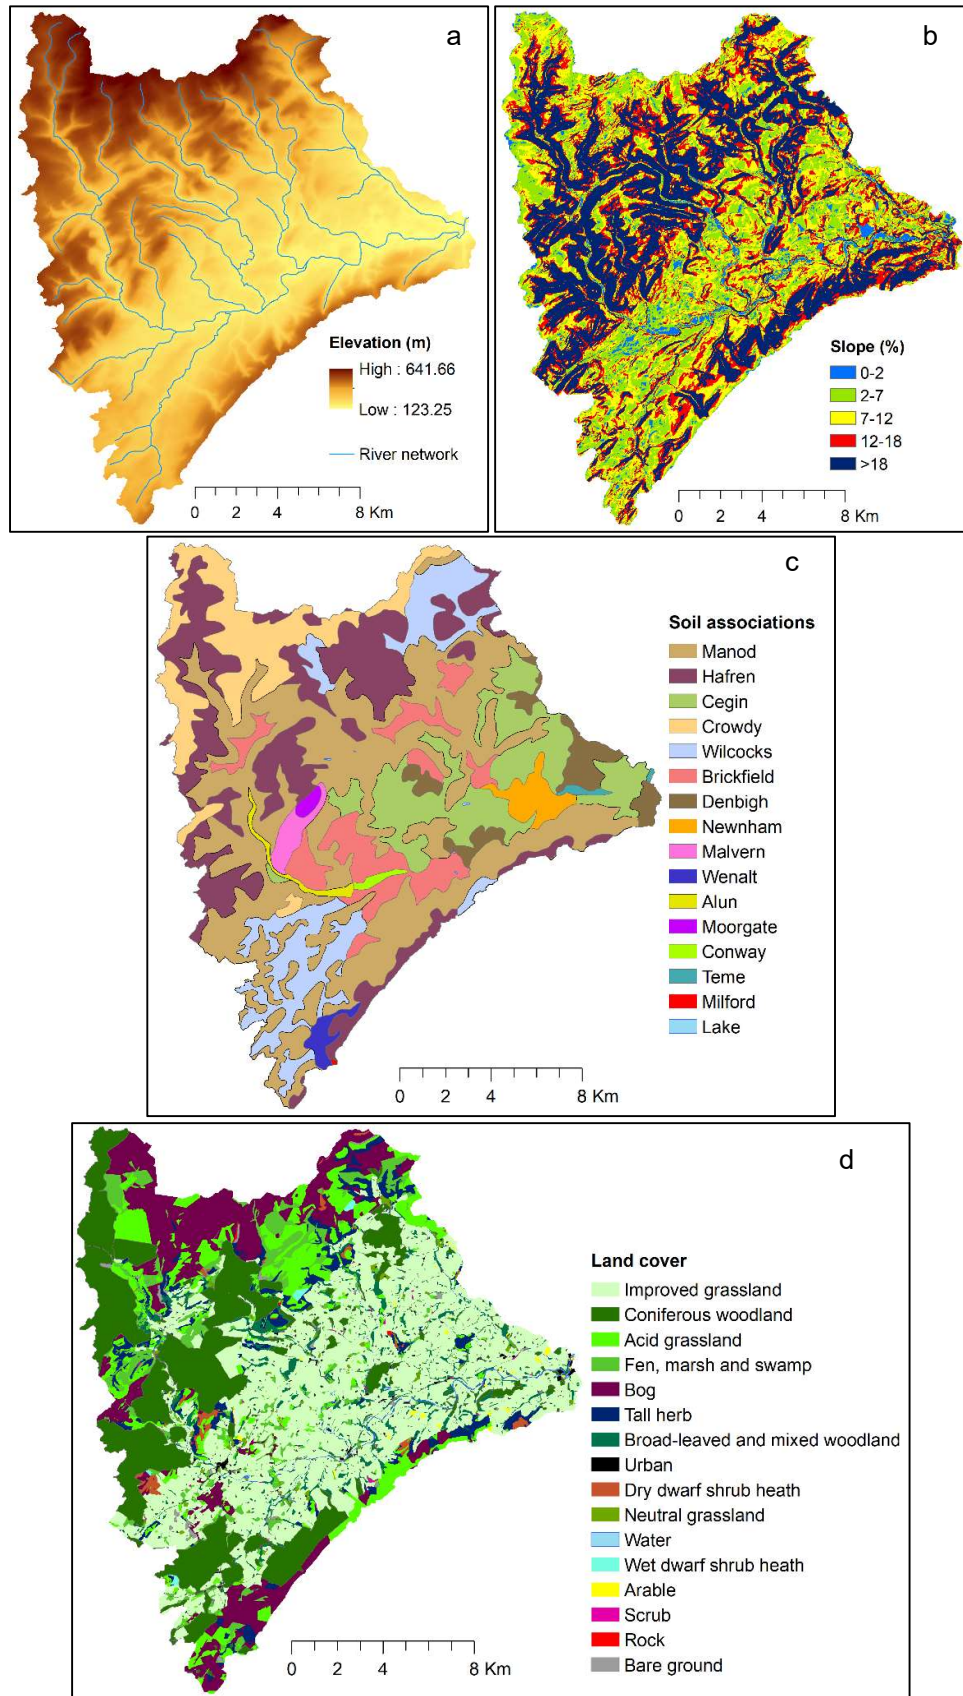 a
Elevation (m)
High : 641.66
Low : 123.25
River network
0 2 4 8 Km
b
Slope (%)
0-2
2-7
7-12
12-18
>18
0 2 4 8 Km
c
Soil associations
Manod
Hafren
Cegin
Crowdy
Wilcocks
Brickfield
Denbigh
Newnham
Malvern
Wenalt
Alun
Moorgate
Conway
Teme
Milford
Lake
0 2 4 8 Km
d
Land cover
Improved grassland
Coniferous woodland
Acid grassland
Fen, marsh and swamp
Bog
Tall herb
Broad-leaved and mixed woodland
Urban
Dry dwarf shrub heath
Neutral grassland
Water
Wet dwarf shrub heath
Arable
Scrub
Rock
Bare ground
0 2 4 8 Km